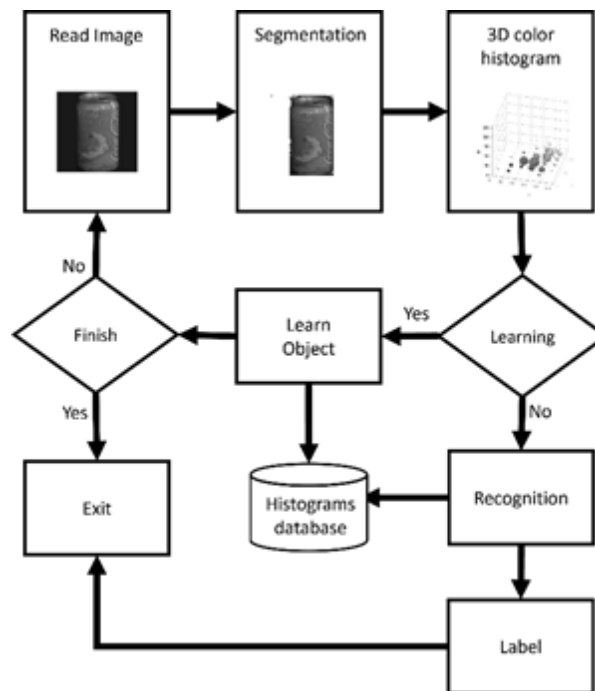 Read Image
Segmentation
3D color
histogram
No
Finish
Yes
Learn
Object
Yes
Learning
No
Exit
Histograms
database
Recognition
Label